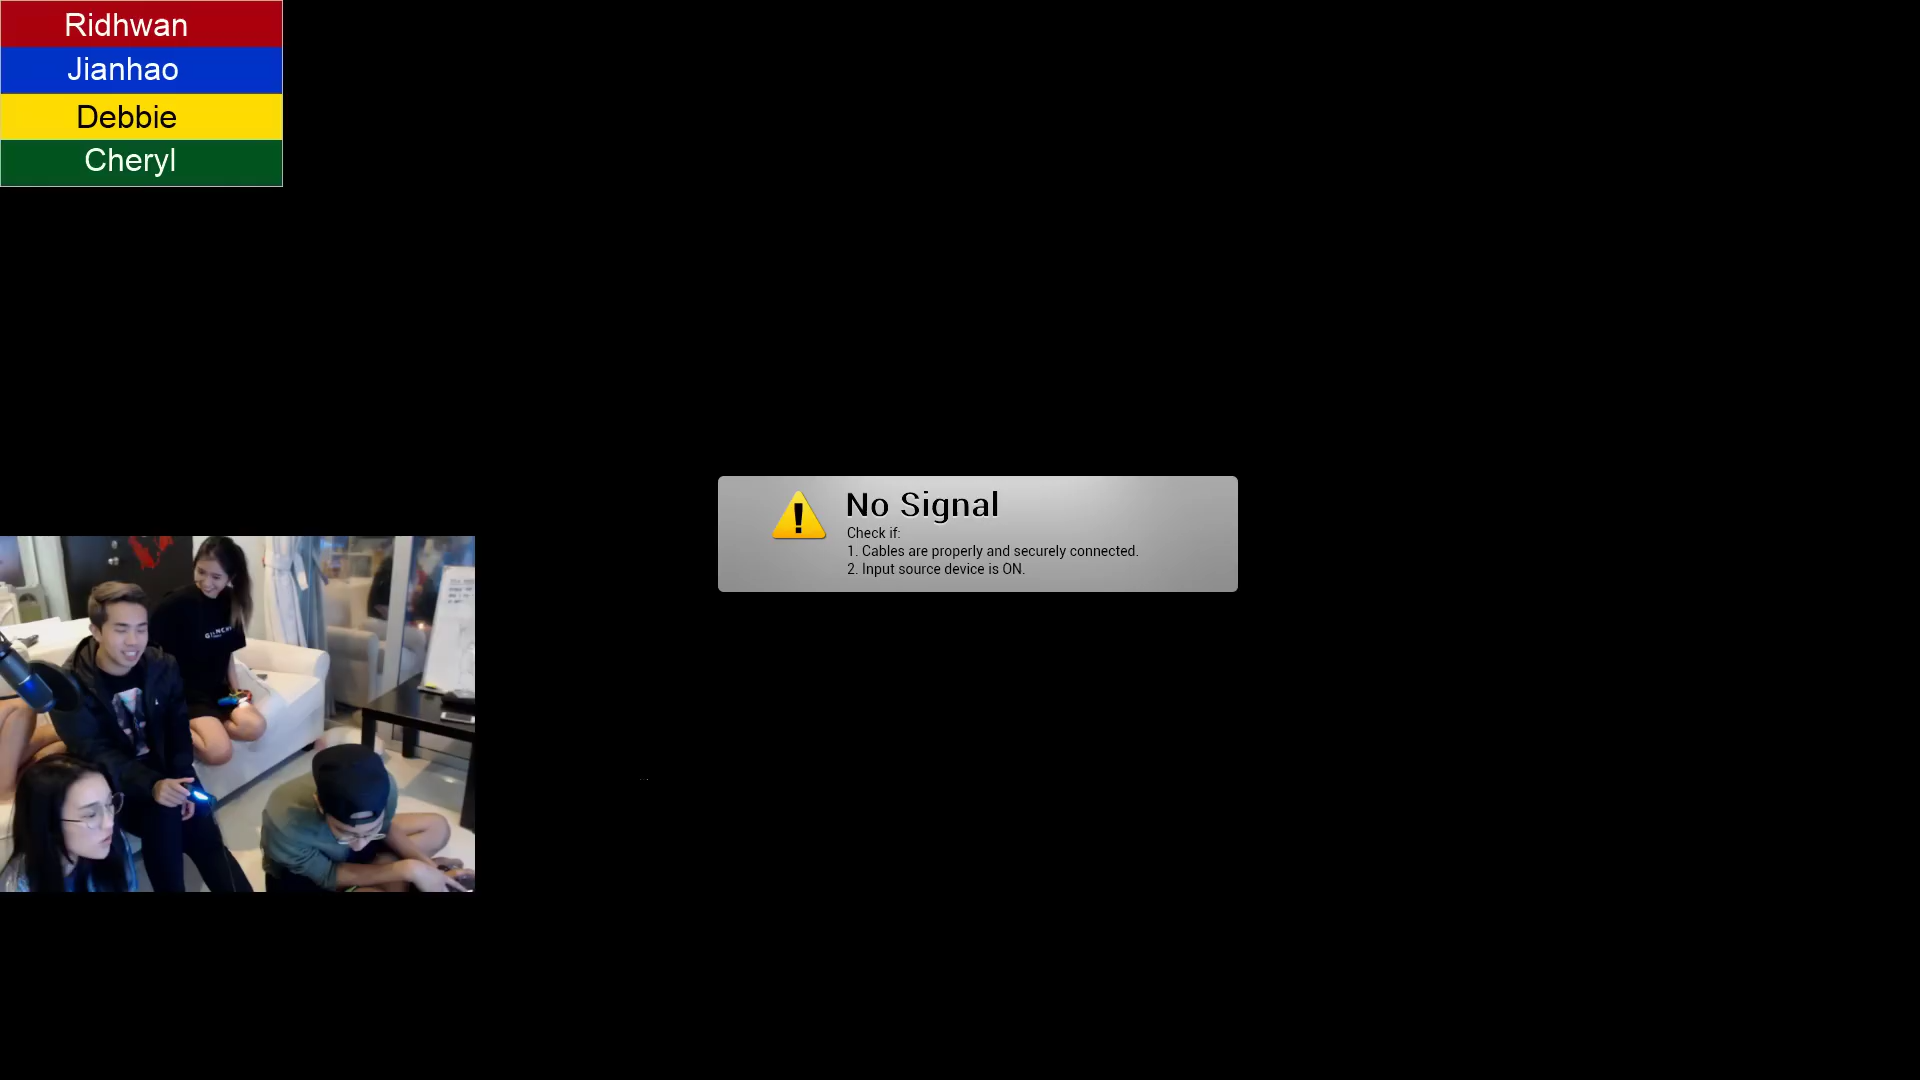 Ridhwan
Jianhao
Debbie
Cheryl
No Signal
Check if:
1. Cables are properly and securely connected.
2. Input source device is ON.